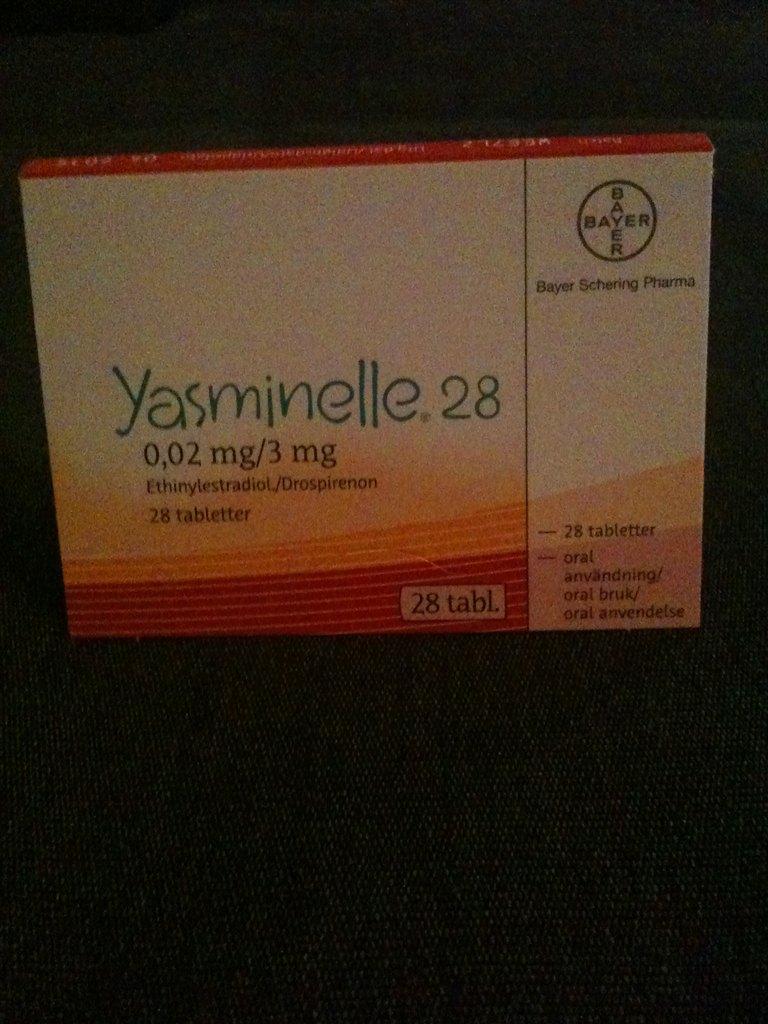 BAYER
BAYER
Bayer Schering Pharma
Yasminelle® 28
0,02 mg/3 mg
Ethinylestradiol./Drospirenon
28 tabletter
28 tabl.
— 28 tabletter
— oral
användning/
oral bruk/
oral anvendelse